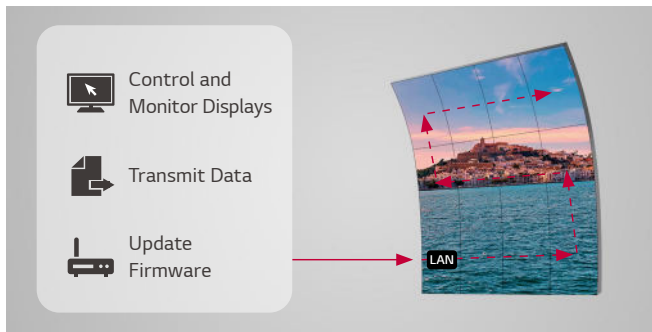 Control and
Monitor Displays
Transmit Data
Update
Firmware
LAN